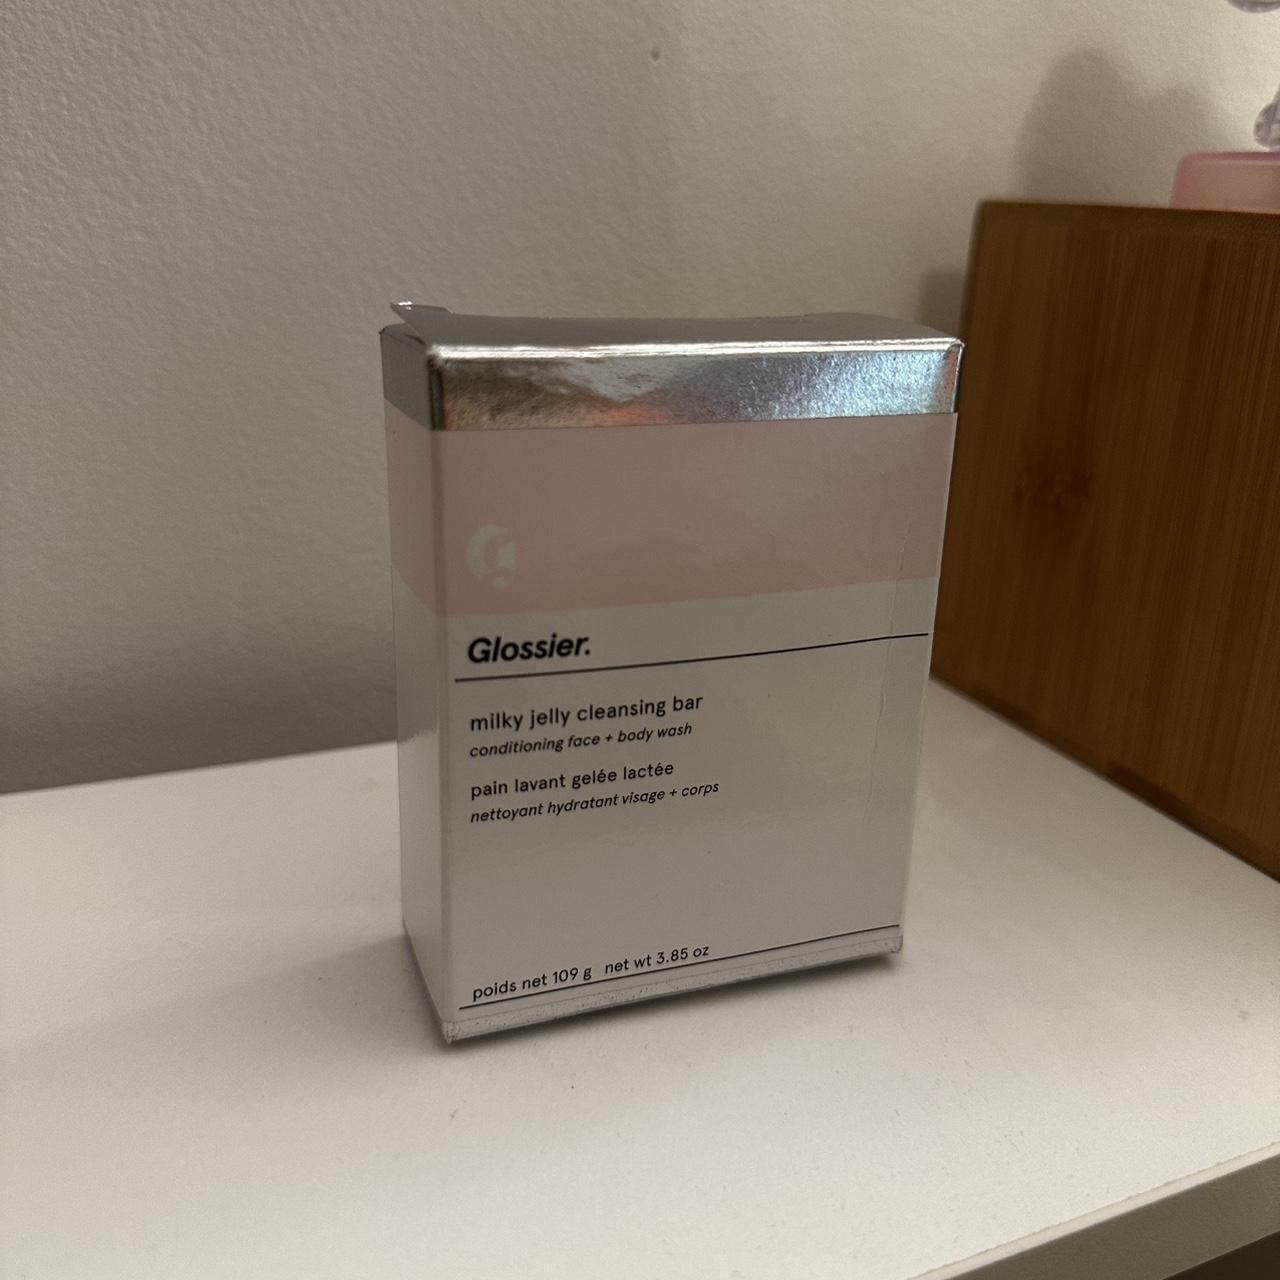 Glossier.
milky jelly cleansing bar
conditioning face + body wash
pain lavant gelée lactée
nettoyant hydratant visage + corps
poids net 109 g net wt 3.85 oz